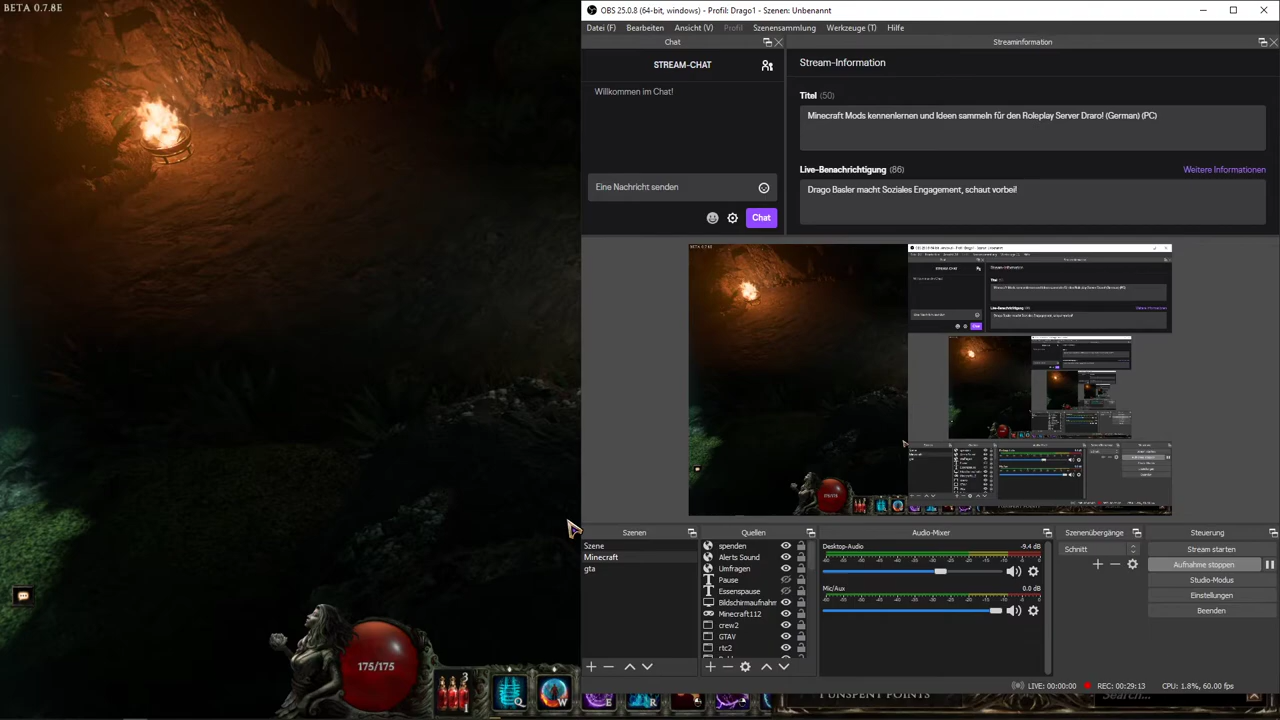 BETA 0.7.8E
OBS 25.0.8 (64-bit, windows) - Profil: Drago1 - Szenen: Unbenannt
Datei (F)
Bearbeiten
Ansicht (V)
Profil
Szenensammlung
Werkzeuge (T)
Hilfe
Chat
Streaminformation
STREAM-CHAT
Willkommen im Chat!
Eine Nachricht senden
Chat
Stream-Information
Titel (50)
Minecraft Mods kennenlernen und Ideen sammeln für den Roleplay Server Draro! (German) (PC)
Live-Benachrichtigung (86)
Weitere Informationen
Drago Basler macht Soziales Engagement, schaut vorbei!
Szenen
Szene
Minecraft
gta
Quellen
spenden
Alerts Sound
Umfragen
Pause
Essenspause
Bildschirmaufnahm
Minecraft112
crew2
GTAV
rtc2
Audio-Mixer
Desktop-Audio
-9.4 dB
Mic/Aux
0.0 dB
Szenenübergänge
Schnitt
Steuerung
Stream starten
Aufnahme stoppen
Studio-Modus
Einstellungen
Beenden
LIVE: 00:00:00
REC: 00:29:13
CPU: 1.8%, 60.00 fps
175/175
3
1
Q
W
E
R
UNSPENT POINTS
Search...